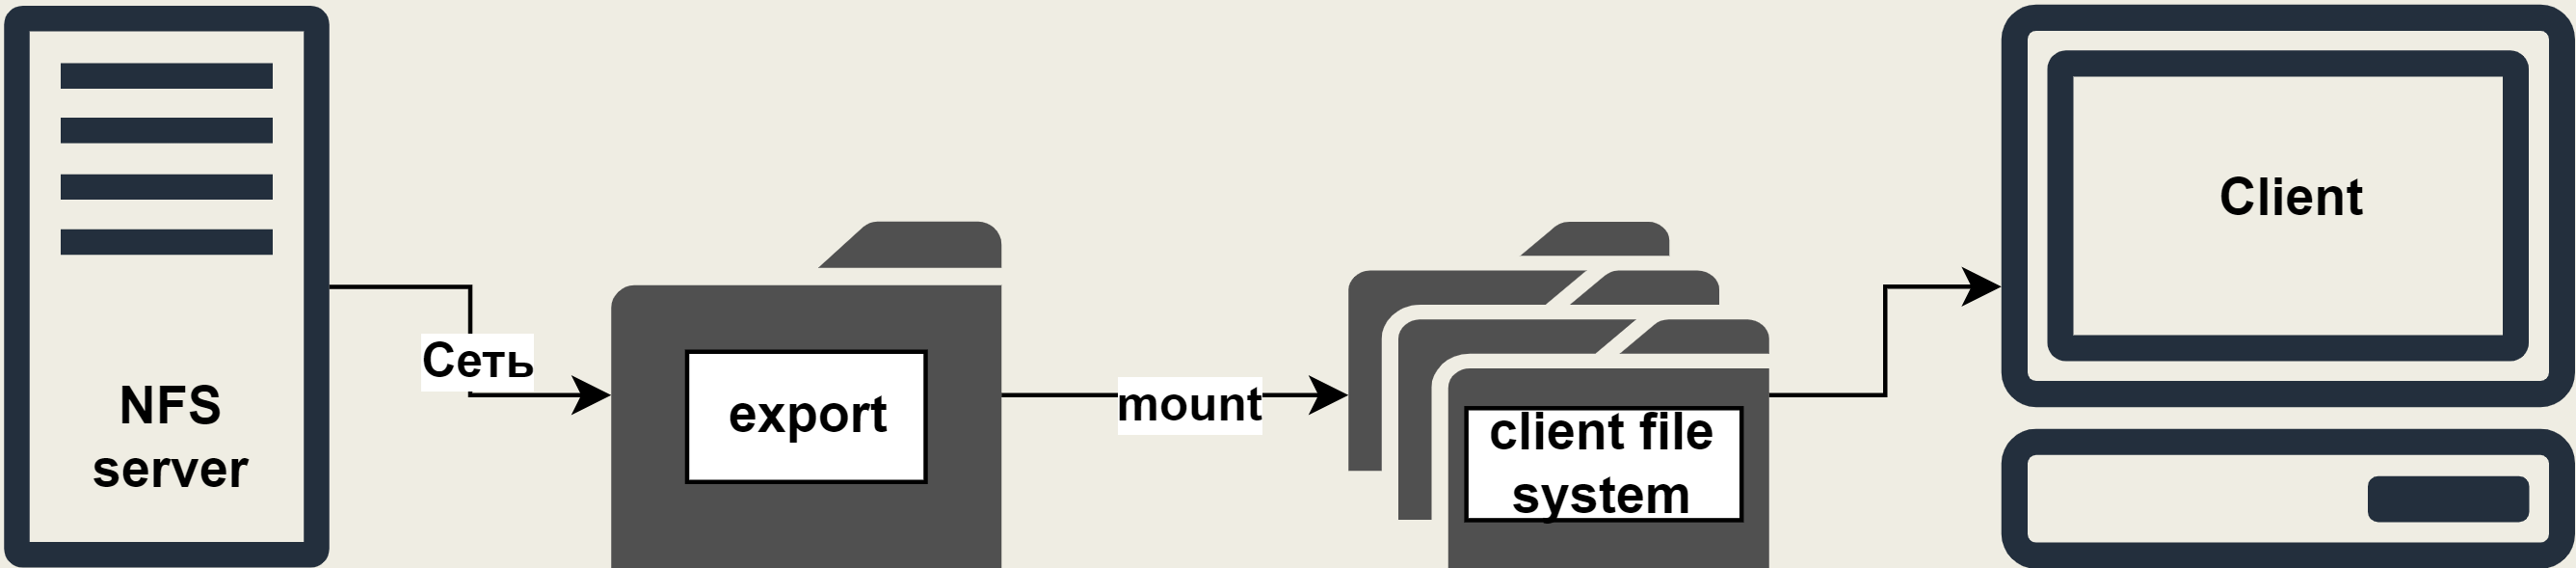 NFS
server
Сеть
export
mount
client file
system
Client